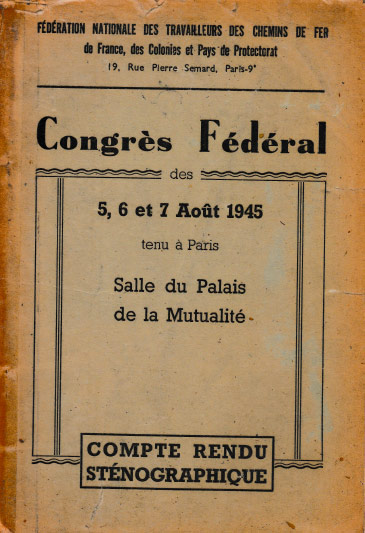 FÉDÉRATION NATIONALE DES TRAVAILLEURS DES CHEMINS DE FER
de France, des Colonies et Pays de Protectorat
19, Rue Pierre Semard, Paris-9e
Congrès Fédéral
des
5, 6 et 7 Août 1945
tenu à Paris
Salle du Palais
de la Mutualité
COMPTE RENDU
STÉNOGRAPHIQUE